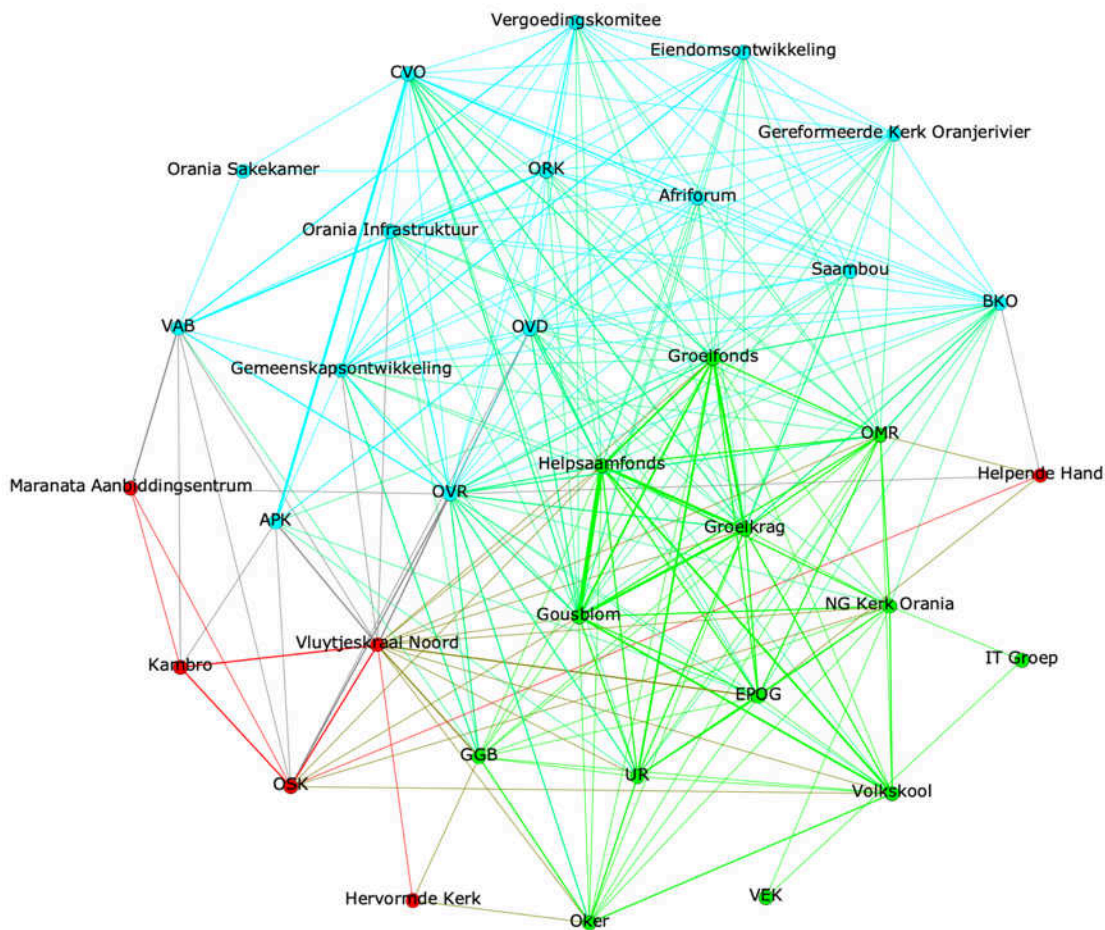 Vergoedingskomitee
Eiendomsontwikkeling
CVO
Gereformeerde Kerk Oranjerivier
Orania Sakekamer
ORK
Afriforum
Orania Infrastruktuur
Saambou
BKO
VAB
OVD
Groeifonds
Gemeenskapsontwikkeling
OMR
Helpsaamfonds
Helpende Hand
Maranata Aanbiddingsentrum
OVR
APK
Groeikrag
NG Kerk Orania
Gousblom
Vluytjeskraal Noord
IT Groep
Kambro
EPOG
GGB
UR
OSK
Volkskool
VEK
Hervormde Kerk
Oker